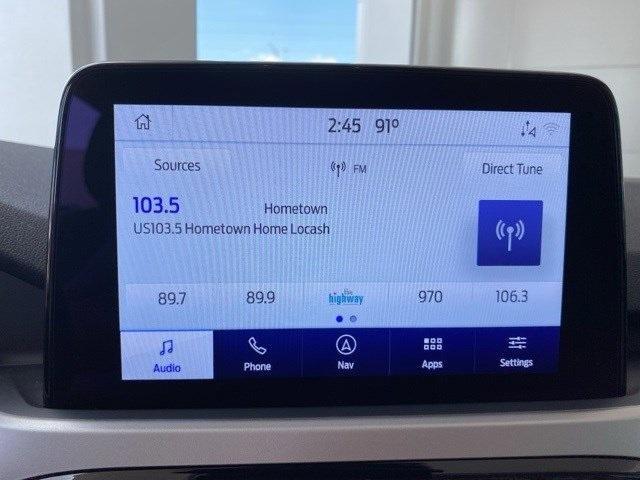 2:45 91°
Sources FM Direct Tune
103.5 Hometown
US103.5 Hometown Home Locash
89.7 89.9 the highway 970 106.3
Audio Phone Nav Apps Settings